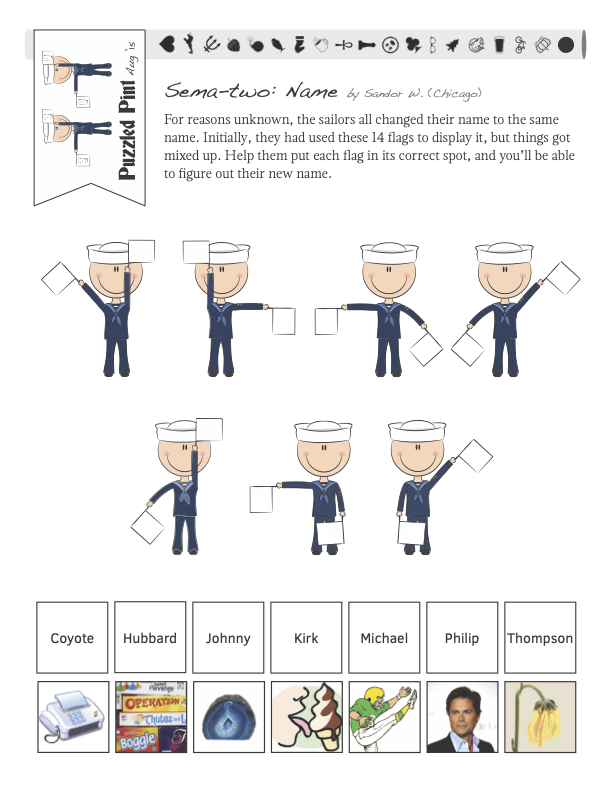 Puzzled Pint Aug '15
Sema-two: Name by Sandor W. (Chicago)
For reasons unknown, the sailors all changed their name to the same
name. Initially, they had used these 14 flags to display it, but things got
mixed up. Help them put each flag in its correct spot, and you'll be able
to figure out their new name.
Coyote
Hubbard
Johnny
Kirk
Michael
Philip
Thompson
Revenge
OPERATION
Chutes and L
Boggle